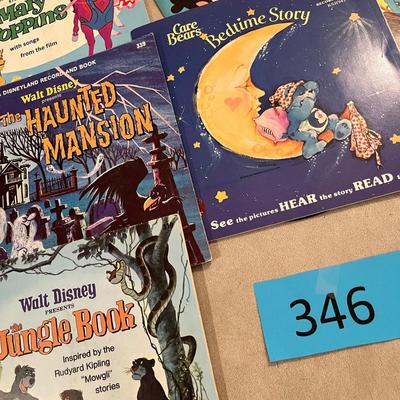 Mary
Poppins
with songs
from the film
339
DISNEYLAND RECORD AND BOOK
Walt Disney
presents
The HAUNTED
MANSION
Care
Bears
Bedtime Story
See the pictures HEAR the story READ
Walt Disney
PRESENTS
the
Jungle Book
Inspired by the
Rudyard Kipling
"Mowgli"
stories
346